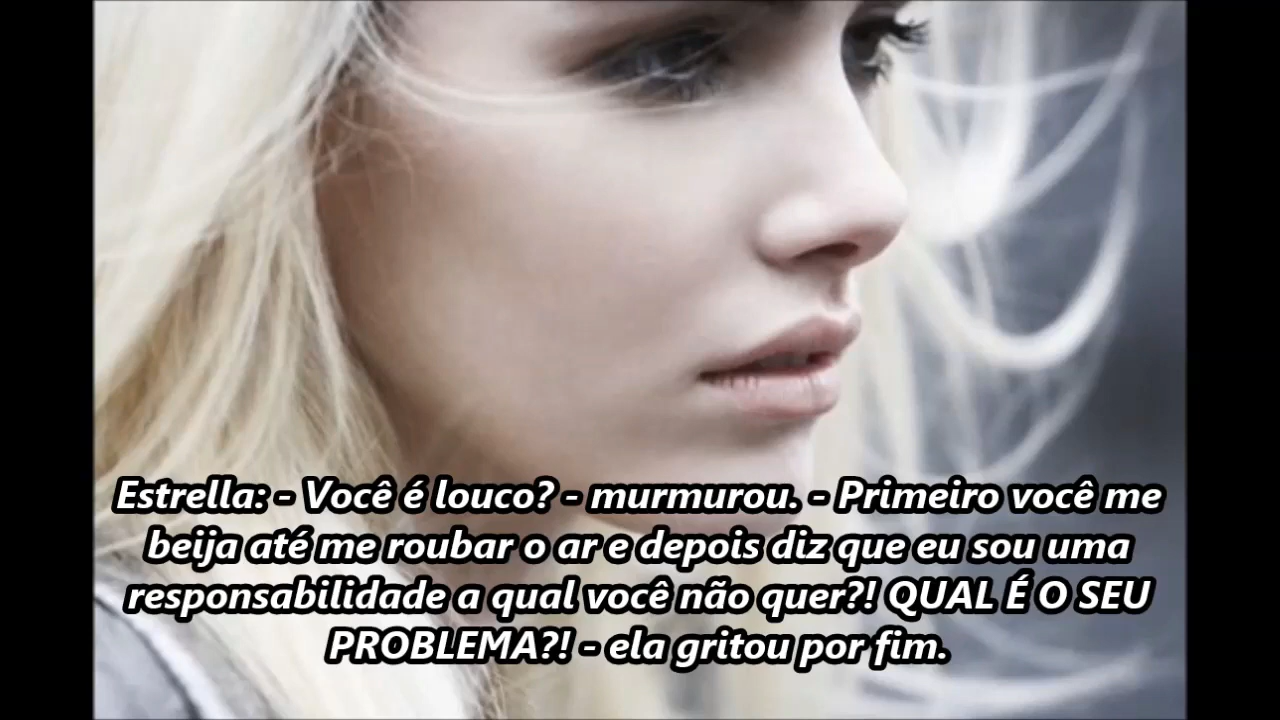 Estrella: - Você é louco? - murmurou. - Primeiro você me
beija até me roubar o ar e depois diz que eu sou uma
responsabilidade a qual você não quer?! QUAL É O SEU
PROBLEMA?! - ela gritou por fim.